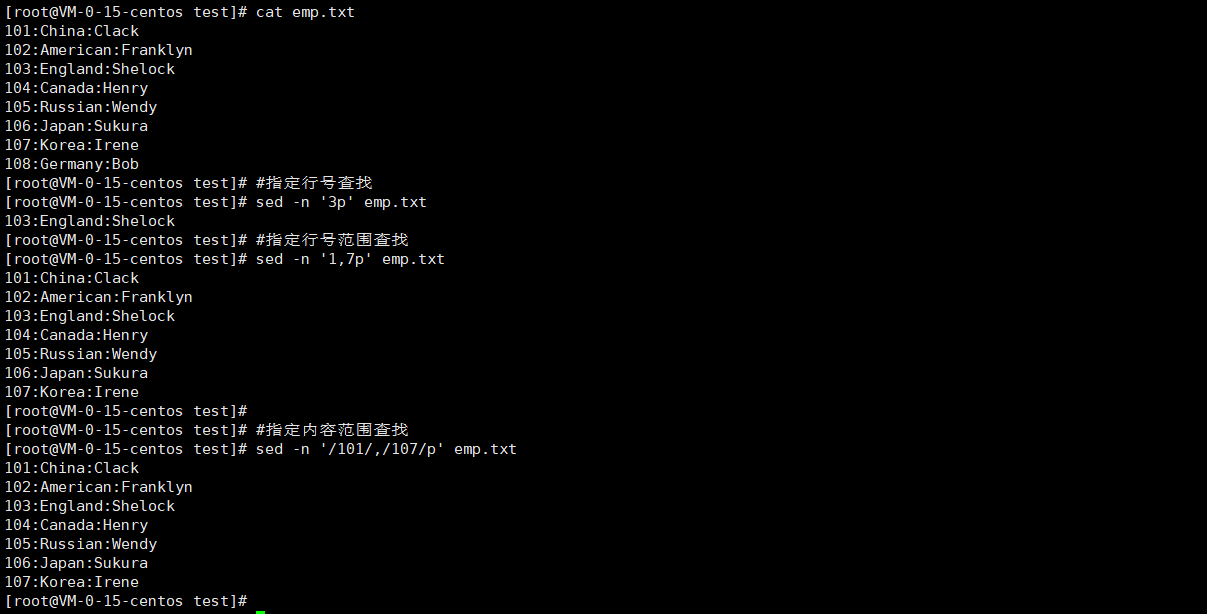 [root@VM-0-15-centos test]# cat emp.txt
101:China:Clack
102:American:Franklyn
103:England:Shelock
104:Canada:Henry
105:Russian:Wendy
106:Japan:Sukura
107:Korea:Irene
108:Germany:Bob
[root@VM-0-15-centos test]# #指定行号查找
[root@VM-0-15-centos test]# sed -n '3p' emp.txt
103:England:Shelock
[root@VM-0-15-centos test]# #指定行号范围查找
[root@VM-0-15-centos test]# sed -n '1,7p' emp.txt
101:China:Clack
102:American:Franklyn
103:England:Shelock
104:Canada:Henry
105:Russian:Wendy
106:Japan:Sukura
107:Korea:Irene
[root@VM-0-15-centos test]#
[root@VM-0-15-centos test]# #指定内容范围查找
[root@VM-0-15-centos test]# sed -n '/101/,/107/p' emp.txt
101:China:Clack
102:American:Franklyn
103:England:Shelock
104:Canada:Henry
105:Russian:Wendy
106:Japan:Sukura
107:Korea:Irene
[root@VM-0-15-centos test]#